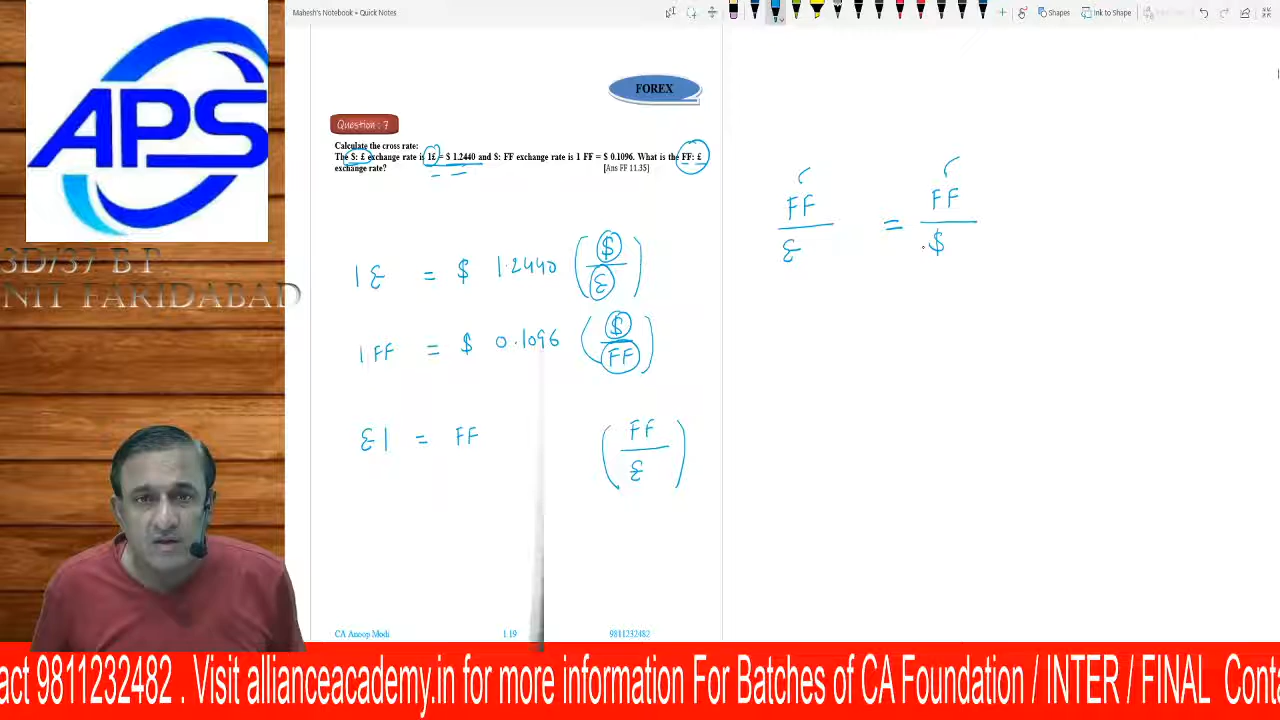 Mahesh's Notebook » Quick Notes
Shapes
Ink to Shape
APS
3D/37 B.P.
NIT FARIDABAD
FOREX
Question : 7
Calculate the cross rate:
The $: £ exchange rate is 1£ = $ 1.2440 and $: FF exchange rate is 1 FF = $ 0.1096. What is the FF: £
exchange rate? [Ans FF 11.35]
1 £ = $ 1.2440 ($/£)
1 FF = $ 0.1096 ($/FF)
£1 = FF (FF/£)
FF/£ = FF/$
CA Anoop Modi 1.19 9811232482
act 9811232482 . Visit allianceacademy.in for more information For Batches of CA Foundation / INTER / FINAL Conta